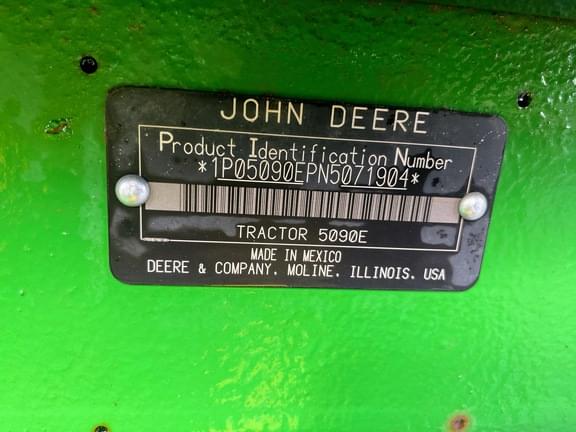 JOHN DEERE
Product Identification Number
*1P05090EPN5071904*
TRACTOR 5090E
MADE IN MEXICO
DEERE & COMPANY, MOLINE, ILLINOIS, USA